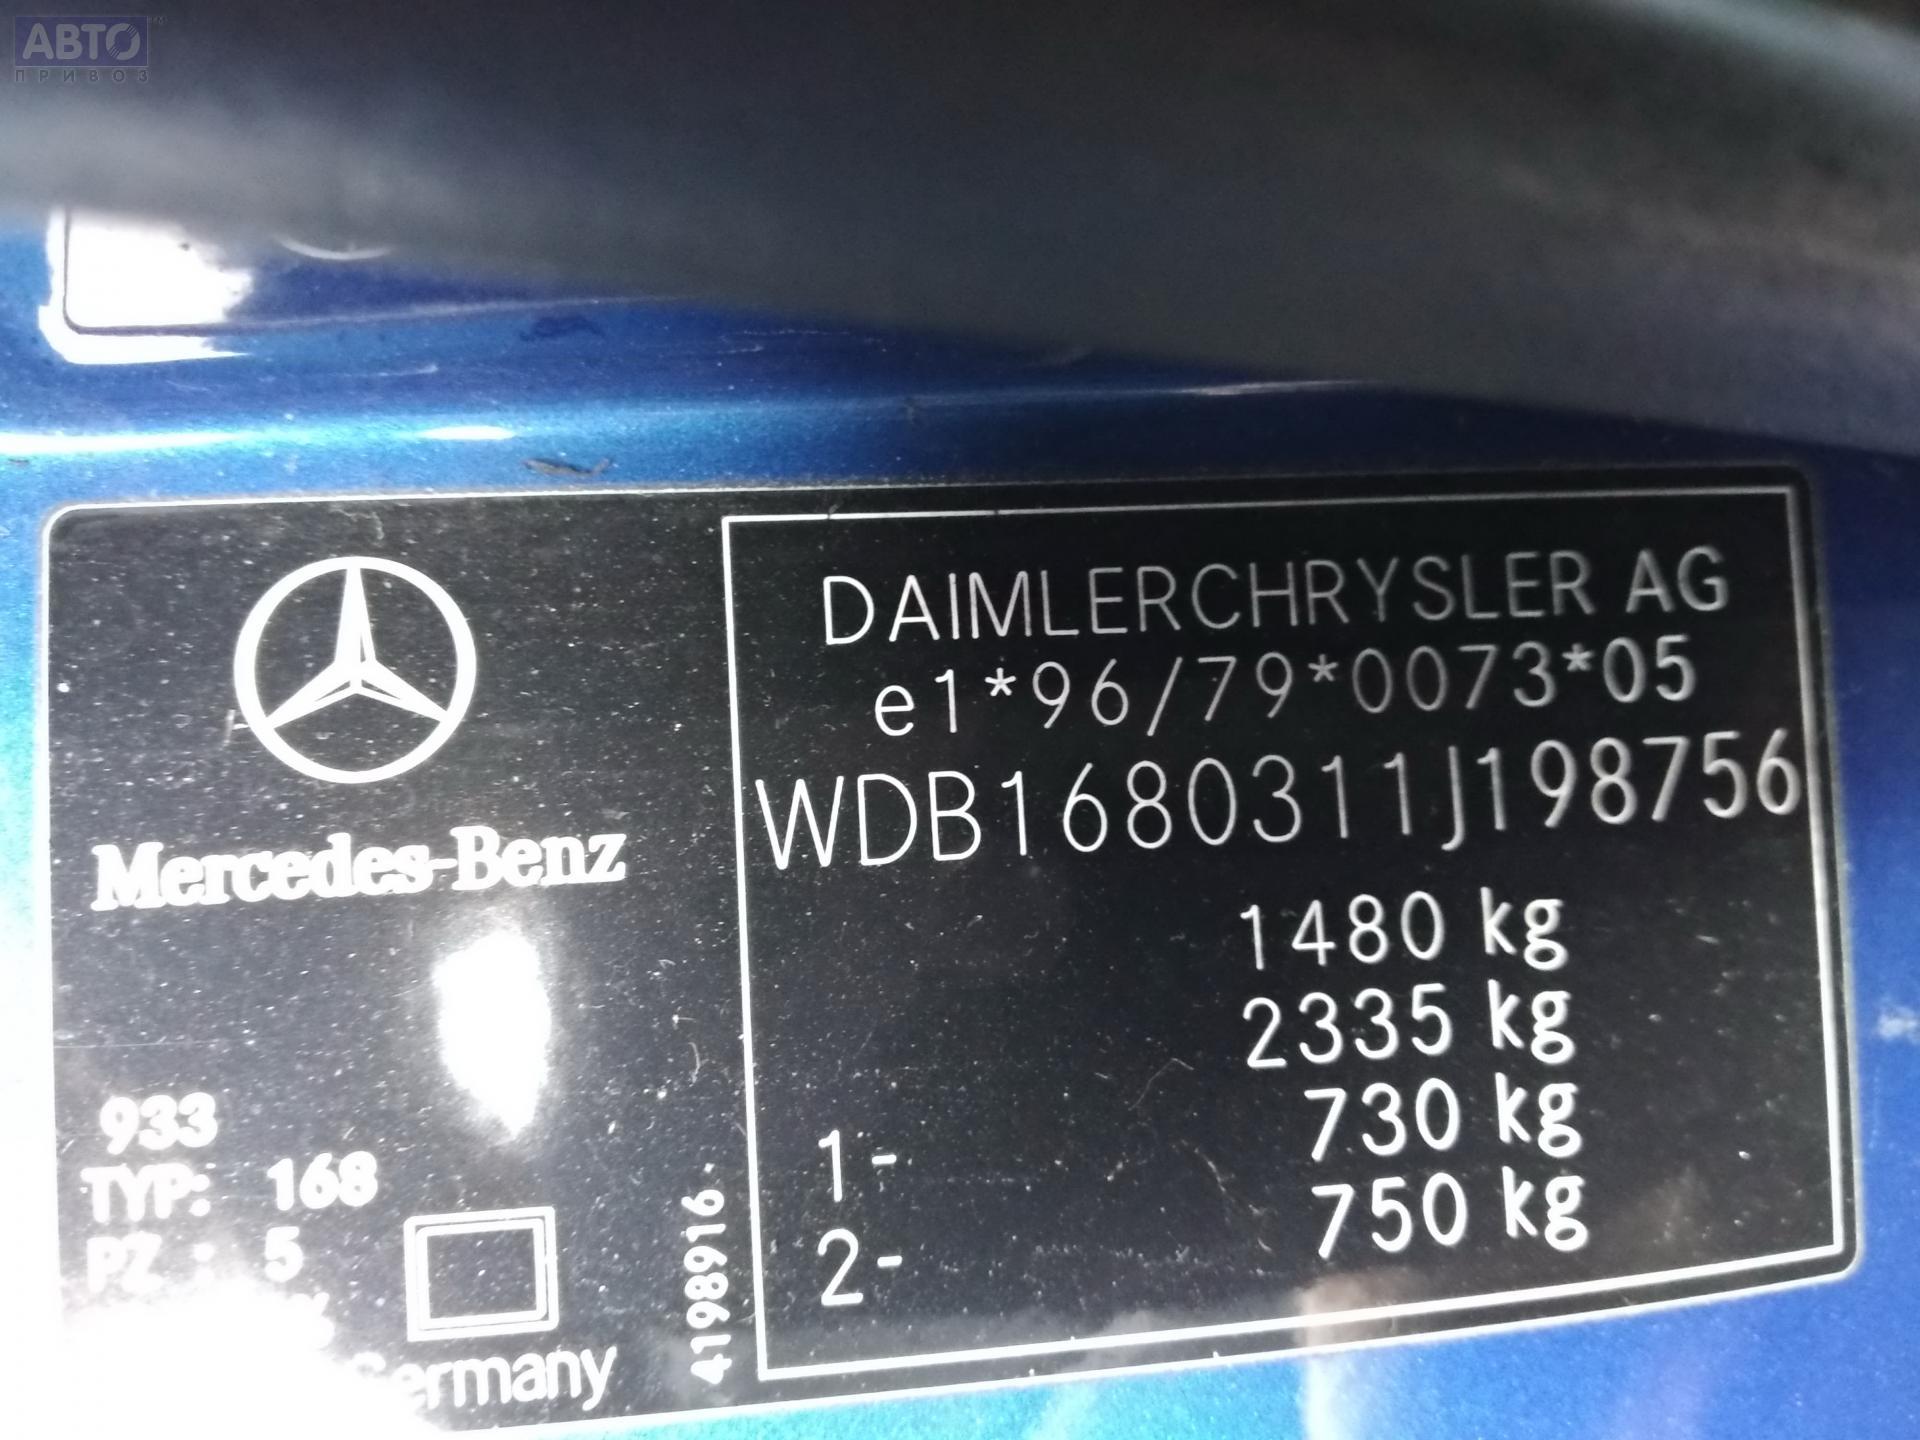 АВТО
ПРИВОЗ
DAIMLERCHRYSLER AG
e1*96/79*0073*05
WDB1680311J198756
1480 kg
2335 kg
1- 730 kg
2- 750 kg
Mercedes-Benz
933
TYP: 168
PZ : 5
Germany
4198916